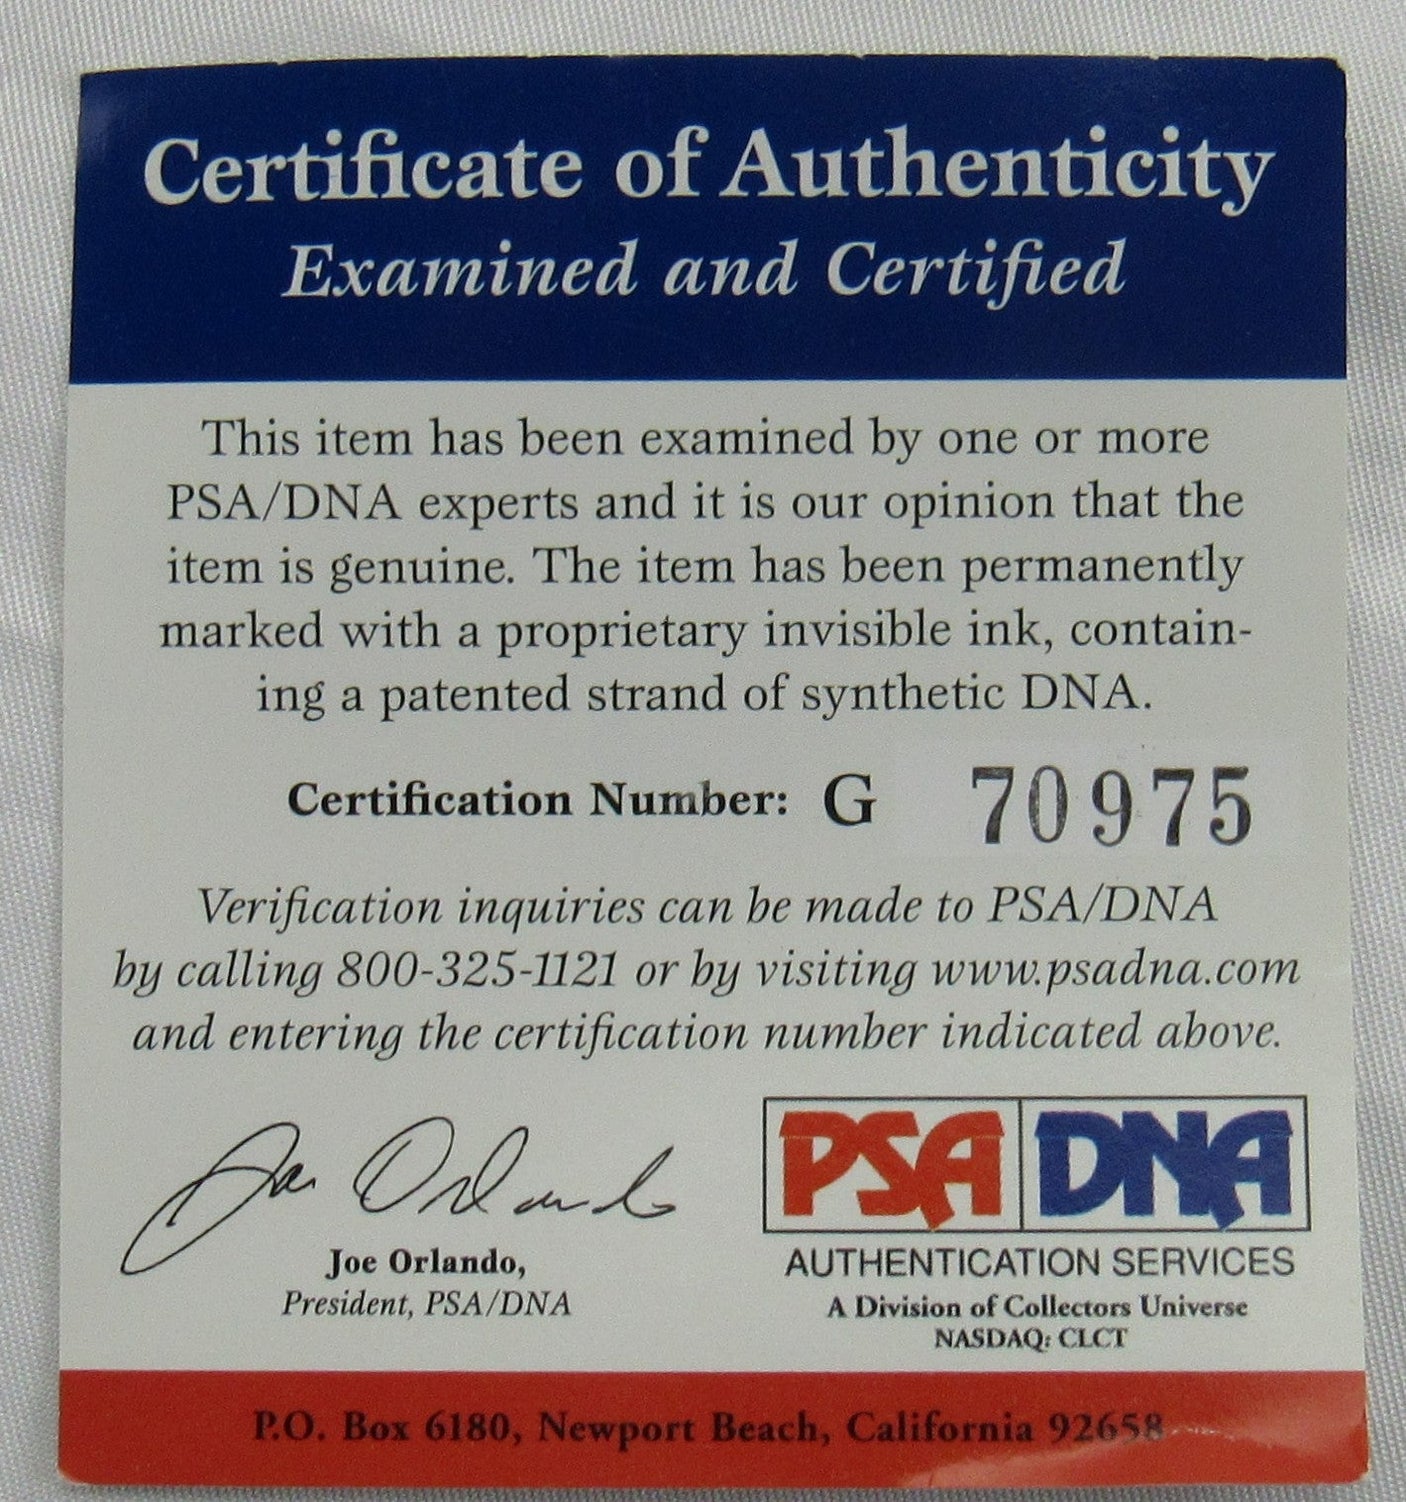 Certificate of Authenticity
Examined and Certified
This item has been examined by one or more
PSA/DNA experts and it is our opinion that the
item is genuine. The item has been permanently
marked with a proprietary invisible ink, contain-
ing a patented strand of synthetic DNA.
Certification Number: G 70975
Verification inquiries can be made to PSA/DNA
by calling 800-325-1121 or by visiting www.psadna.com
and entering the certification number indicated above.
Joe Orlando
Joe Orlando,
President, PSA/DNA
PSA DNA
AUTHENTICATION SERVICES
A Division of Collectors Universe
NASDAQ: CLCT
P.O. Box 6180, Newport Beach, California 92658